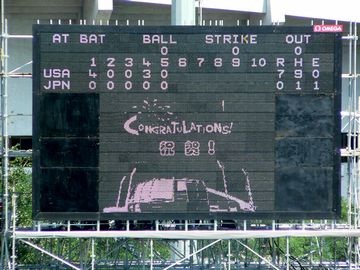 Ω OMEGA
AT BAT BALL STRIKE OUT
0 0 0
1 2 3 4 5 6 7 8 9 10 R H E
USA 4 0 0 3 0 7 9 0
JPN 0 0 0 0 0 1 1
CONGRATULATIONS!
祝賀!